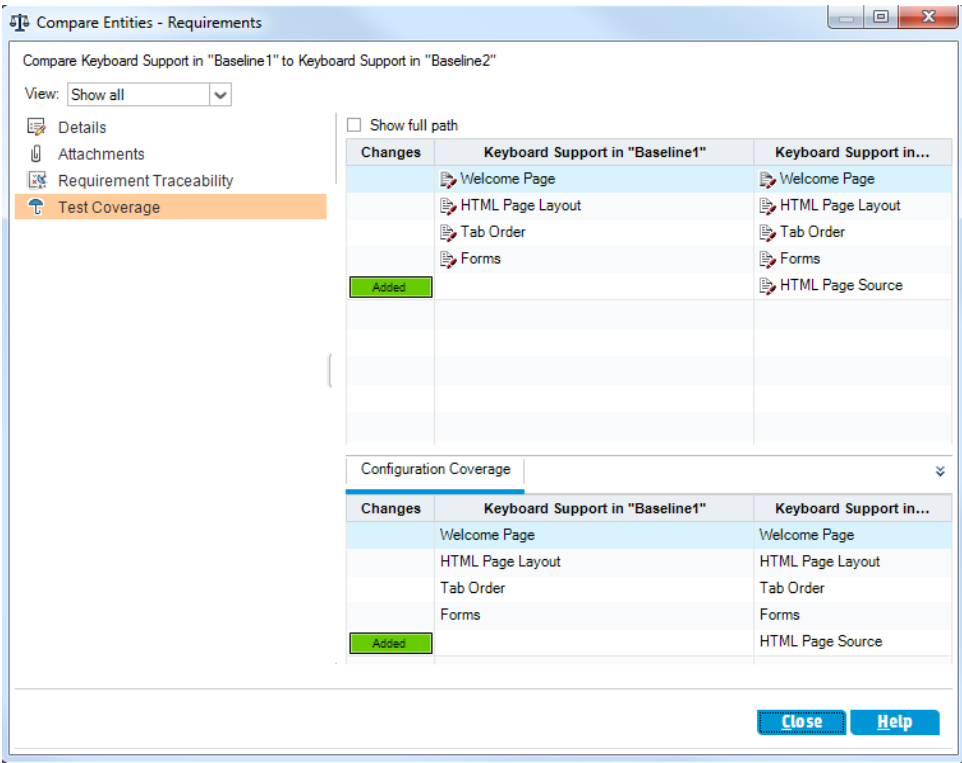 Compare Entities - Requirements
Compare Keyboard Support in "Baseline1" to Keyboard Support in "Baseline2"
View: Show all
Details
Attachments
Requirement Traceability
Test Coverage
Show full path
Changes Keyboard Support in "Baseline1" Keyboard Support in...
Welcome Page Welcome Page
HTML Page Layout HTML Page Layout
Tab Order Tab Order
Forms Forms
Added HTML Page Source
Configuration Coverage
Changes Keyboard Support in "Baseline1" Keyboard Support in...
Welcome Page Welcome Page
HTML Page Layout HTML Page Layout
Tab Order Tab Order
Forms Forms
Added HTML Page Source
Close Help